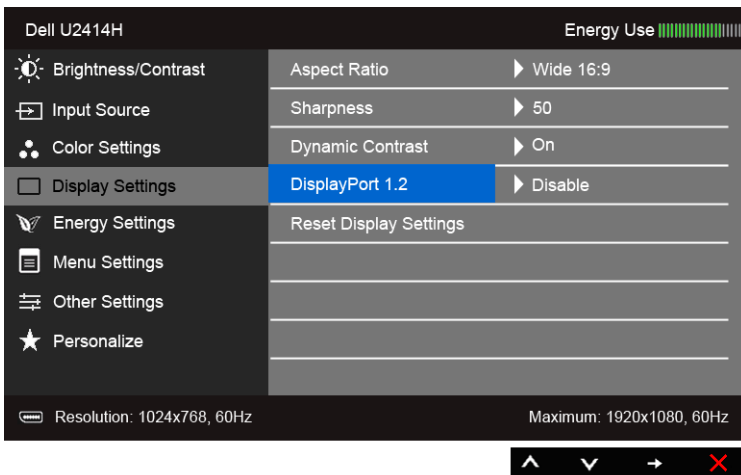 Dell U2414H Energy Use
Brightness/Contrast Aspect Ratio Wide 16:9
Input Source Sharpness 50
Color Settings Dynamic Contrast On
Display Settings DisplayPort 1.2 Disable
Energy Settings Reset Display Settings
Menu Settings
Other Settings
Personalize
Resolution: 1024x768, 60Hz Maximum: 1920x1080, 60Hz